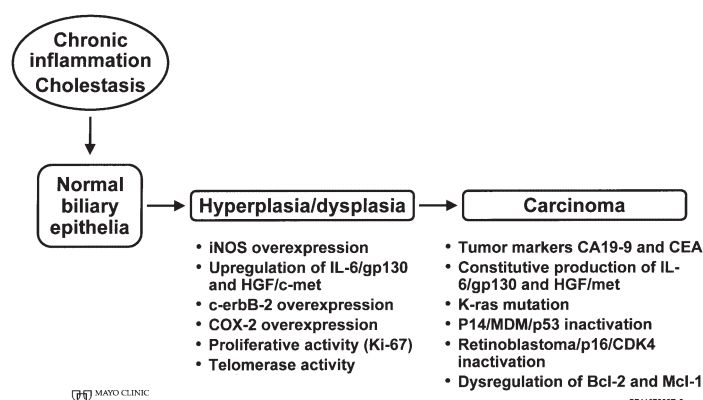 Chronic
inflammation
Cholestasis
Normal
biliary
epithelia
Hyperplasia/dysplasia
• iNOS overexpression
• Upregulation of IL-6/gp130
and HGF/c-met
• c-erbB-2 overexpression
• COX-2 overexpression
• Proliferative activity (Ki-67)
• Telomerase activity
Carcinoma
• Tumor markers CA19-9 and CEA
• Constitutive production of IL-
6/gp130 and HGF/met
• K-ras mutation
• P14/MDM/p53 inactivation
• Retinoblastoma/p16/CDK4
inactivation
• Dysregulation of Bcl-2 and Mcl-1
MAYO CLINIC